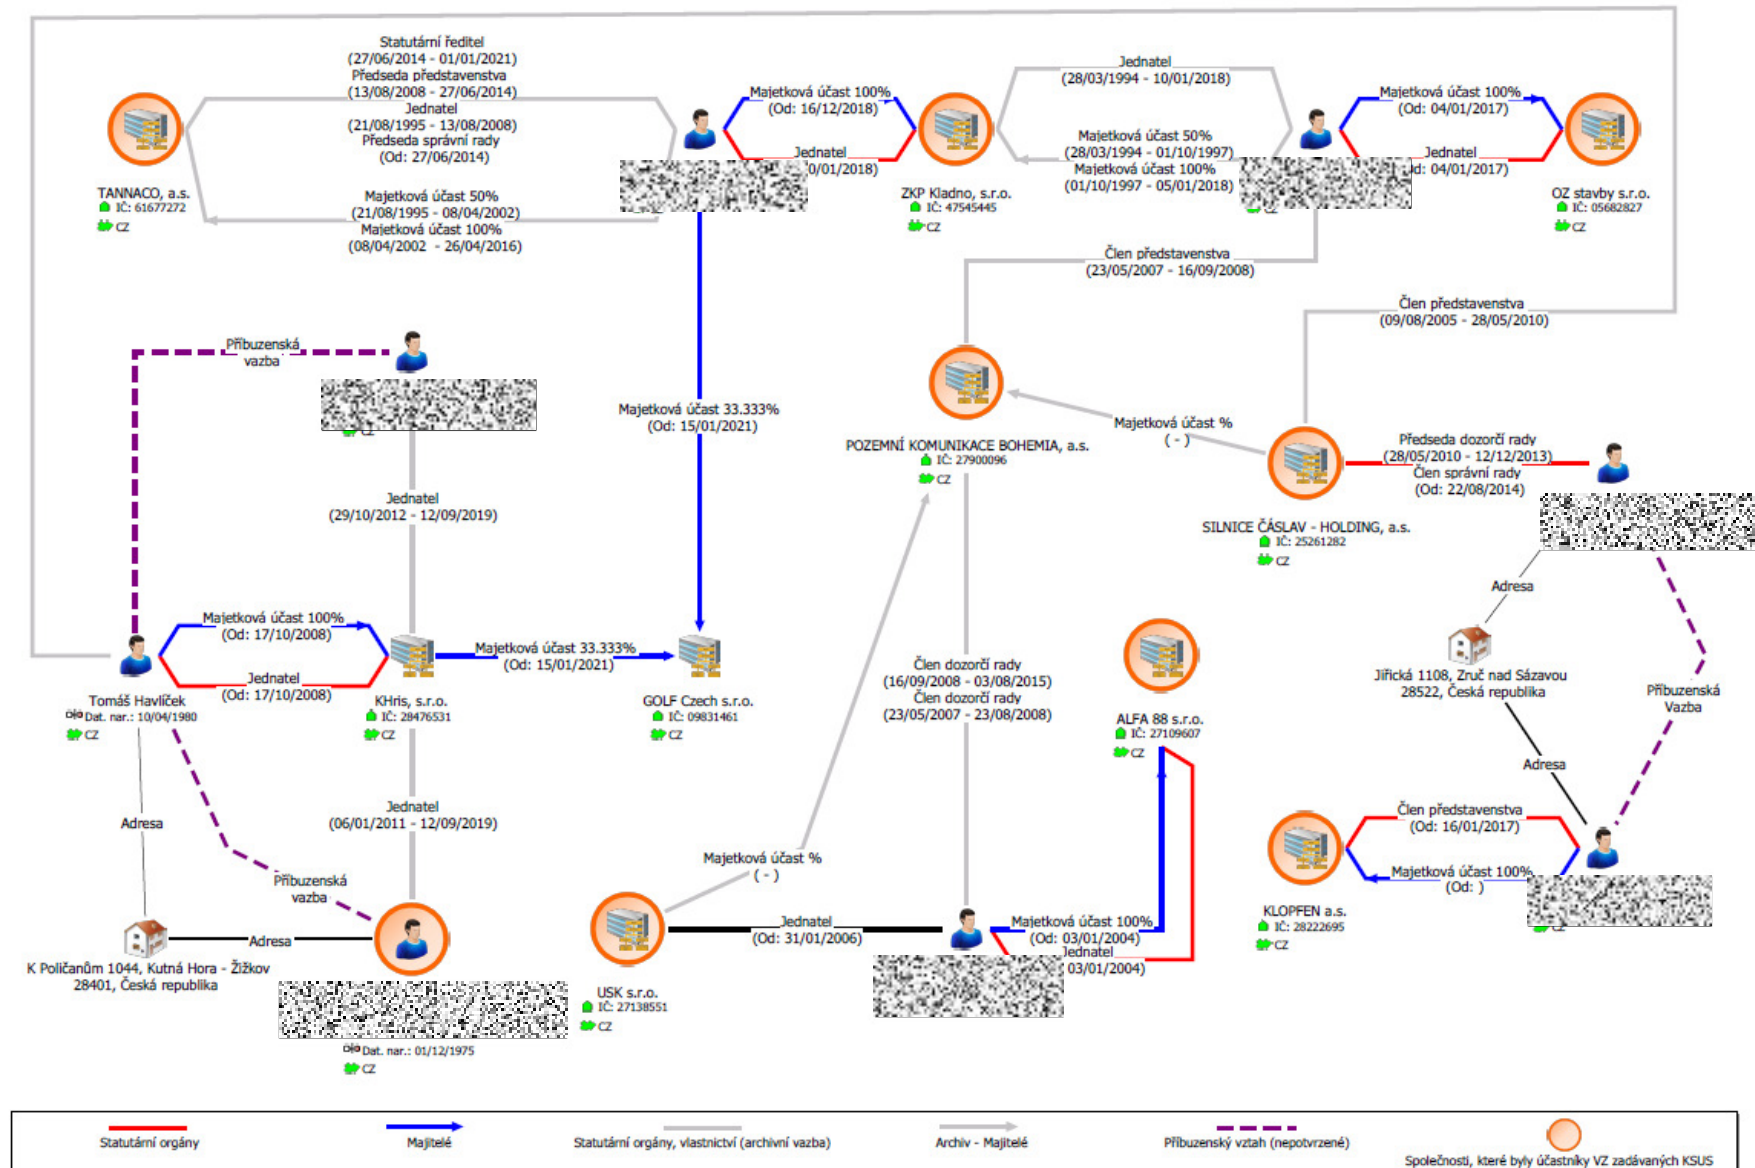 Statutární ředitel
(27/06/2014 - 01/01/2021)
Předseda představenstva
(13/08/2008 - 27/06/2014)
Jednatel
(21/08/1995 - 13/08/2008)
Předseda správní rady
(Od: 27/06/2014)
Majetková účast 50%
(21/08/1995 - 08/04/2002)
Majetková účast 100%
(08/04/2002 - 26/04/2016)
TANNACO, a.s.
IČ: 61677272
CZ
Majetková účast 100%
(Od: 16/12/2018)
Jednatel
0/01/2018)
ZKP Kladno, s.r.o.
IČ: 47545445
CZ
Jednatel
(28/03/1994 - 10/01/2018)
Majetková účast 50%
(28/03/1994 - 01/10/1997)
Majetková účast 100%
(01/10/1997 - 05/01/2018)
Majetková účast 100%
(Od: 04/01/2017)
Jednatel
d: 04/01/2017)
OZ stavby s.r.o.
IČ: 05682827
CZ
CZ
Člen představenstva
(23/05/2007 - 16/09/2008)
Člen představenstva
(09/08/2005 - 28/05/2010)
Příbuzenská
vazba
CZ
Majetková účast 33.333%
(Od: 15/01/2021)
POZEMNÍ KOMUNIKACE BOHEMIA, a.s.
IČ: 27900096
CZ
Majetková účast %
( - )
Předseda dozorčí rady
(28/05/2010 - 12/12/2013)
Člen správní rady
(Od: 22/08/2014)
SILNICE ČÁSLAV - HOLDING, a.s.
IČ: 25261282
CZ
Jednatel
(29/10/2012 - 12/09/2019)
Adresa
Jiřická 1108, Zruč nad Sázavou
28522, Česká republika
Příbuzenská
Vazba
Adresa
Majetková účast 100%
(Od: 17/10/2008)
Jednatel
(Od: 17/10/2008)
Tomáš Havlíček
Dat. nar.: 10/04/1980
CZ
KHris, s.r.o.
IČ: 28476531
CZ
Majetková účast 33.333%
(Od: 15/01/2021)
GOLF Czech s.r.o.
IČ: 09831461
CZ
Člen dozorčí rady
(16/09/2008 - 03/08/2015)
Člen dozorčí rady
(23/05/2007 - 23/08/2008)
ALFA 88 s.r.o.
IČ: 27109607
CZ
Jednatel
(06/01/2011 - 12/09/2019)
Adresa
Příbuzenská
vazba
Adresa
K Poličanům 1044, Kutná Hora - Žižkov
28401, Česká republika
Dat. nar.: 01/12/1975
CZ
Majetková účast %
( - )
USK s.r.o.
IČ: 27138551
CZ
Jednatel
(Od: 31/01/2006)
Majetková účast 100%
(Od: 03/01/2004)
Jednatel
03/01/2004)
Člen představenstva
(Od: 16/01/2017)
Majetková účast 100%
(Od: )
KLOPFEN a.s.
IČ: 28222695
CZ
CZ
Statutární orgány
Majitelé
Statutární orgány, vlastnictví (archivní vazba)
Archiv - Majitelé
Příbuzenský vztah (nepotvrzené)
Společnosti, které byly účastníky VZ zadávaných KSUS